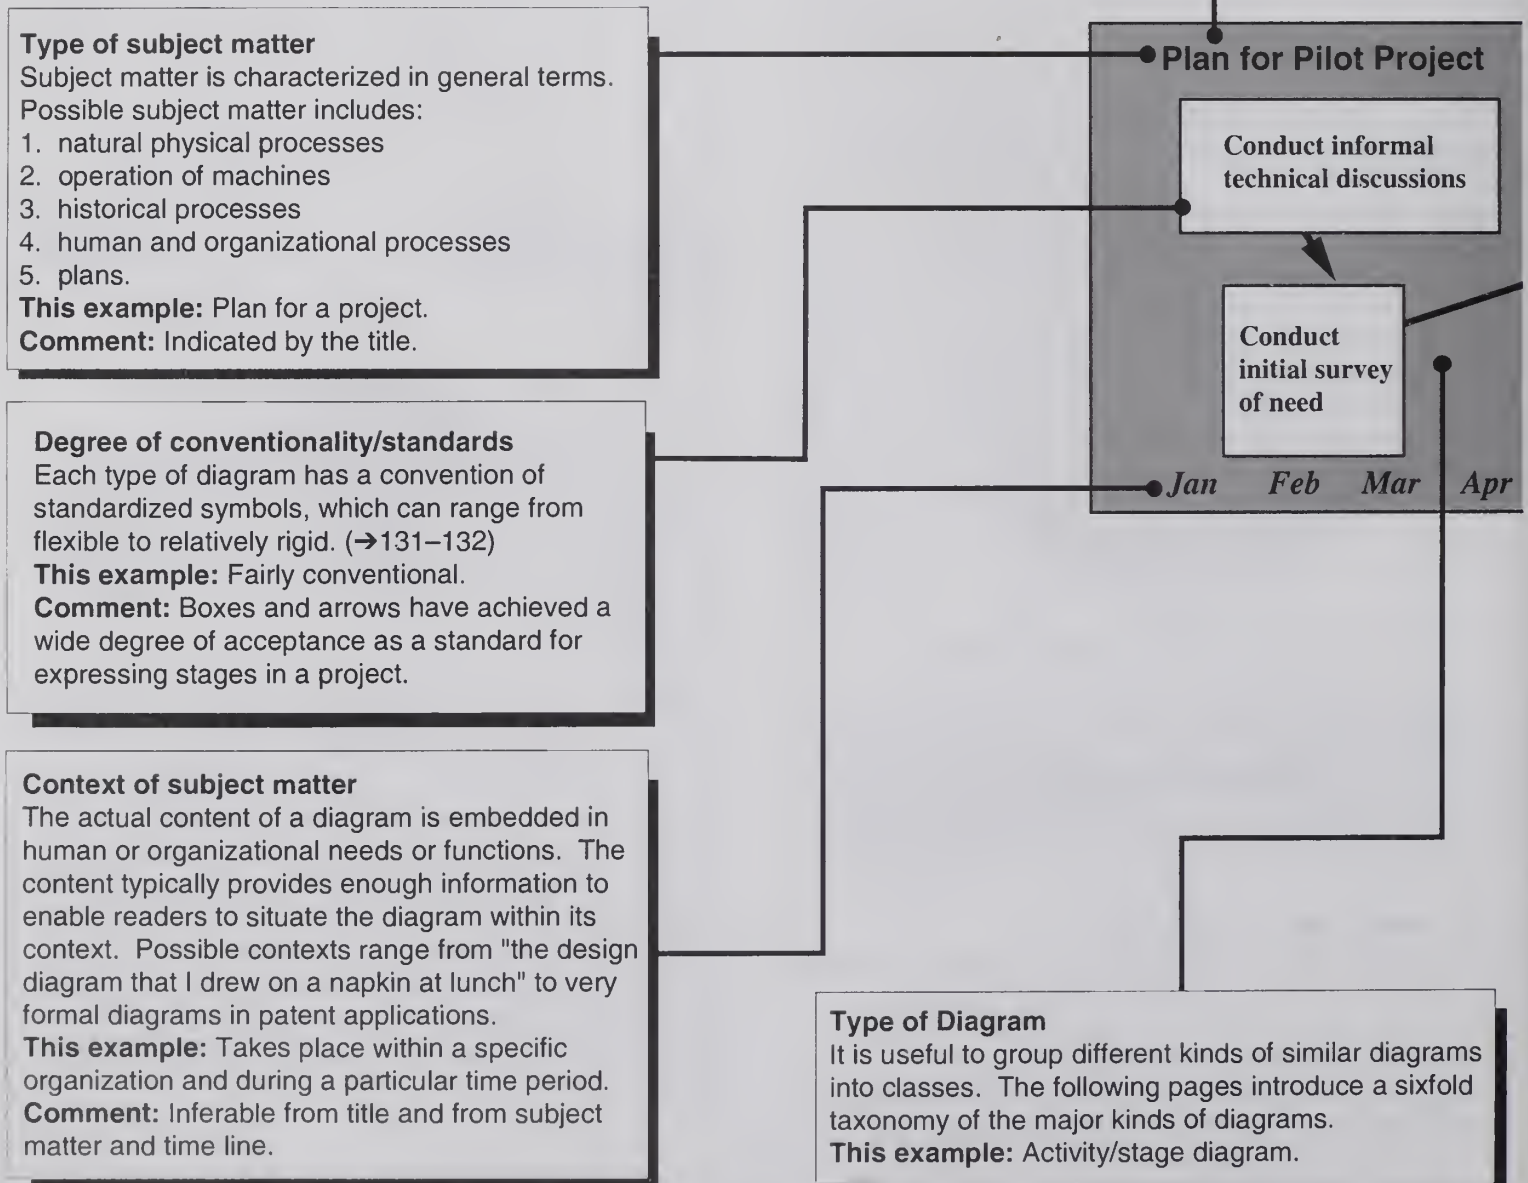 Type of subject matter
Subject matter is characterized in general terms.
Possible subject matter includes:
1. natural physical processes
2. operation of machines
3. historical processes
4. human and organizational processes
5. plans.
This example: Plan for a project.
Comment: Indicated by the title.
Degree of conventionality/standards
Each type of diagram has a convention of
standardized symbols, which can range from
flexible to relatively rigid. (→131–132)
This example: Fairly conventional.
Comment: Boxes and arrows have achieved a
wide degree of acceptance as a standard for
expressing stages in a project.
Context of subject matter
The actual content of a diagram is embedded in
human or organizational needs or functions. The
content typically provides enough information to
enable readers to situate the diagram within its
context. Possible contexts range from "the design
diagram that I drew on a napkin at lunch" to very
formal diagrams in patent applications.
This example: Takes place within a specific
organization and during a particular time period.
Comment: Inferable from title and from subject
matter and time line.
Plan for Pilot Project
Conduct informal
technical discussions
Conduct
initial survey
of need
Jan Feb Mar Apr
Type of Diagram
It is useful to group different kinds of similar diagrams
into classes. The following pages introduce a sixfold
taxonomy of the major kinds of diagrams.
This example: Activity/stage diagram.